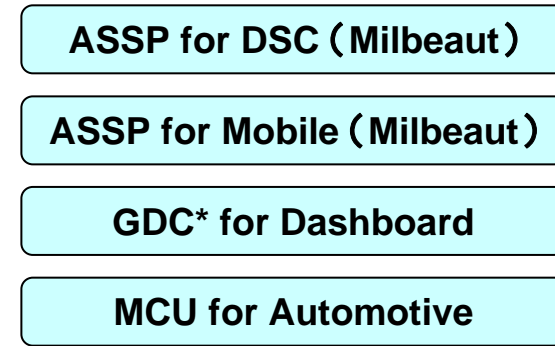 ASSP for DSC（Milbeaut）
ASSP for Mobile（Milbeaut）
GDC* for Dashboard
MCU for Automotive